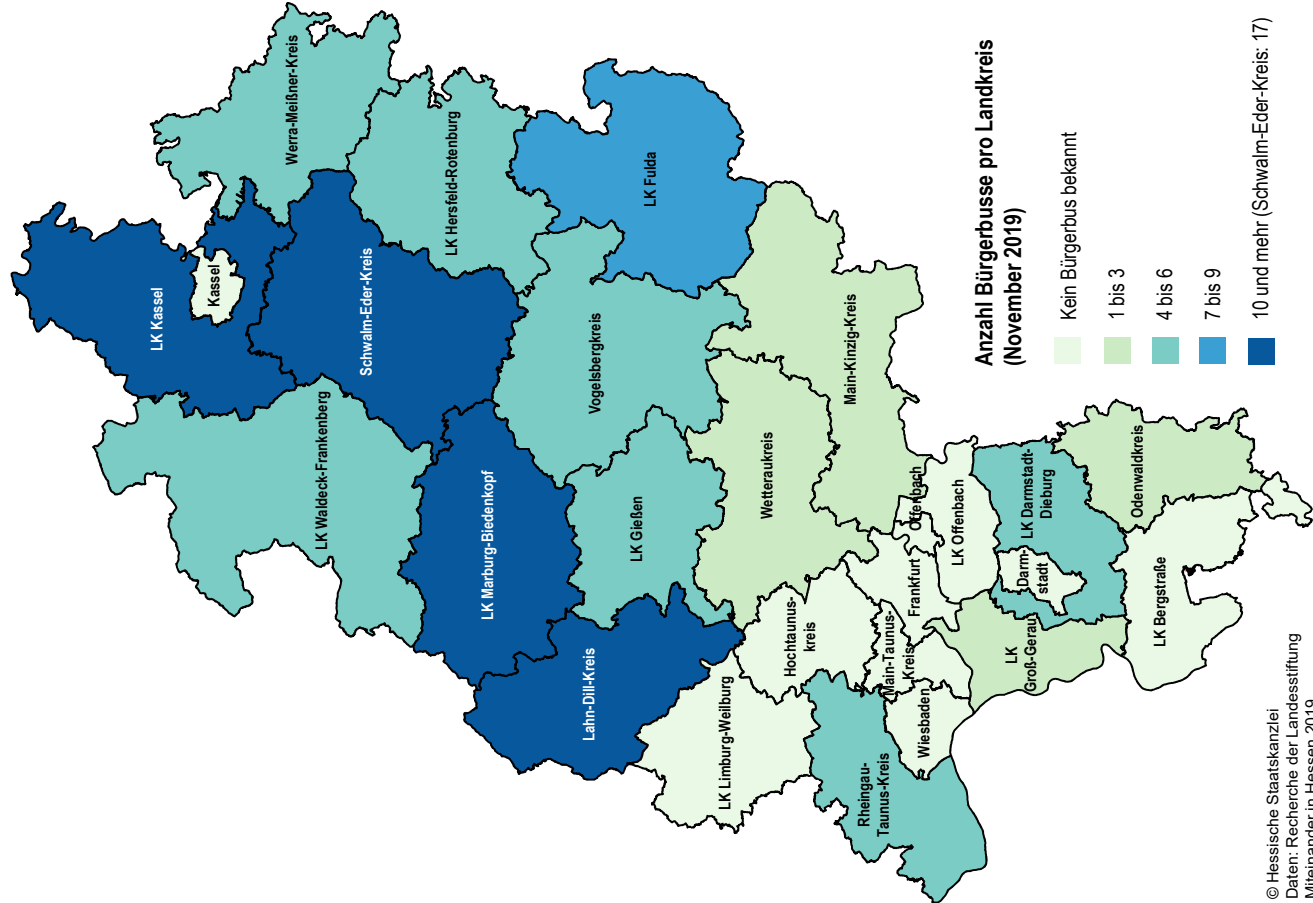 Werra-Meißner-Kreis
LK Kassel
Kassel
LK Hersfeld-Rotenburg
Schwalm-Eder-Kreis
LK Fulda
LK Waldeck-Frankenberg
Vogelsbergkreis
LK Marburg-Biedenkopf
LK Gießen
Main-Kinzig-Kreis
Wetteraukreis
Lahn-Dill-Kreis
Offenbach
LK Offenbach
Frankfurt
Hochtaunus-
kreis
Main-Taunus-
Kreis
LK Limburg-Weilburg
Wiesbaden
Rheingau-
Taunus-Kreis
LK
Groß-Gerau
LK Darmstadt-
Dieburg
Darm-
stadt
Odenwaldkreis
LK Bergstraße
Anzahl Bürgerbusse pro Landkreis
(November 2019)
Kein Bürgerbus bekannt
1 bis 3
4 bis 6
7 bis 9
10 und mehr (Schwalm-Eder-Kreis: 17)
© Hessische Staatskanzlei
Daten: Recherche der Landesstiftung
Miteinander in Hessen 2019